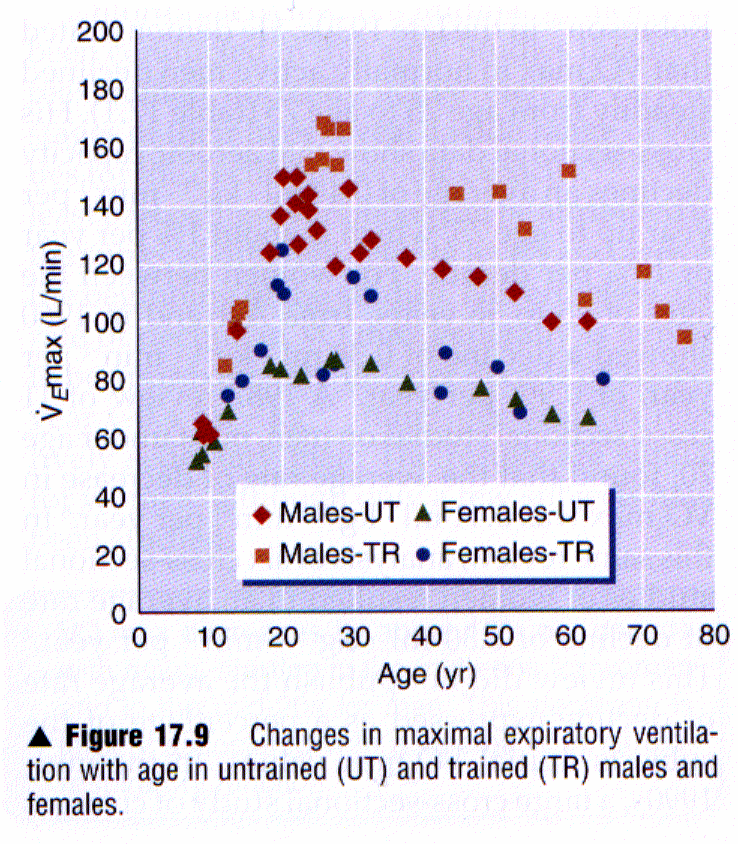 200
180
160
140
120
100
80
60
40
20
0
V̇Emax (L/min)
Males-UT Females-UT
Males-TR Females-TR
0 10 20 30 40 50 60 70 80
Age (yr)
▲ Figure 17.9 Changes in maximal expiratory ventila-
tion with age in untrained (UT) and trained (TR) males and
females.